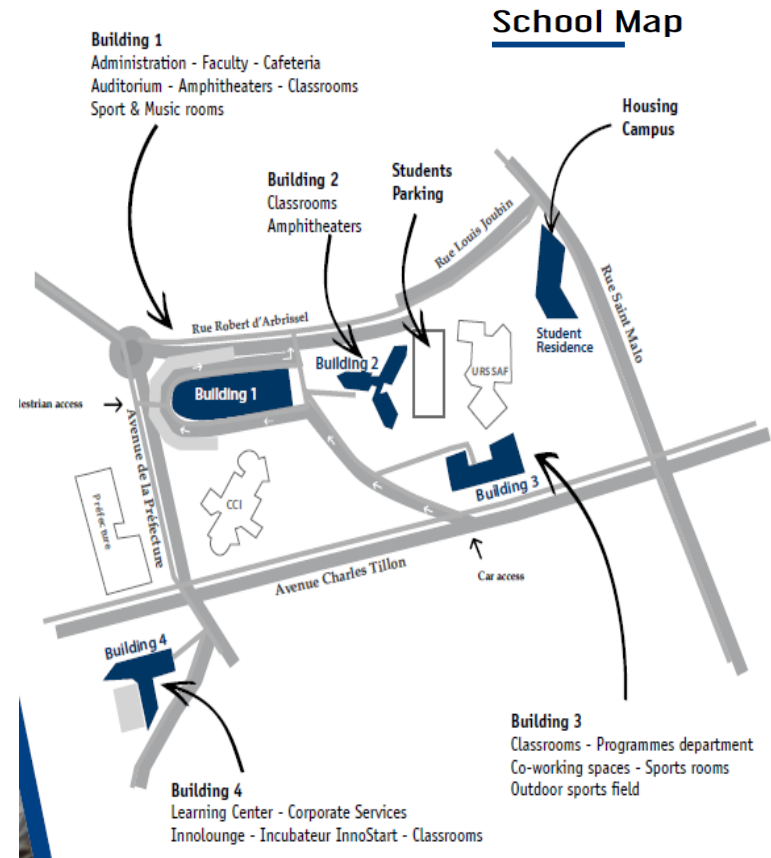 School Map
Building 1
Administration - Faculty - Cafeteria
Auditorium - Amphitheaters - Classrooms
Sport & Music rooms
Housing
Campus
Building 2
Classrooms
Amphitheaters
Students
Parking
Rue Louis Joubin
Rue Saint Malo
Rue Robert d'Arbrissel
Student
Residence
Building 2
URSSAF
Building 1
destrian access
Avenue de la Préfecture
Préfecture
CCI
Building 3
Avenue Charles Tillon
Car access
Building 4
Building 3
Classrooms - Programmes department
Co-working spaces - Sports rooms
Outdoor sports field
Building 4
Learning Center - Corporate Services
Innolounge - Incubateur InnoStart - Classrooms